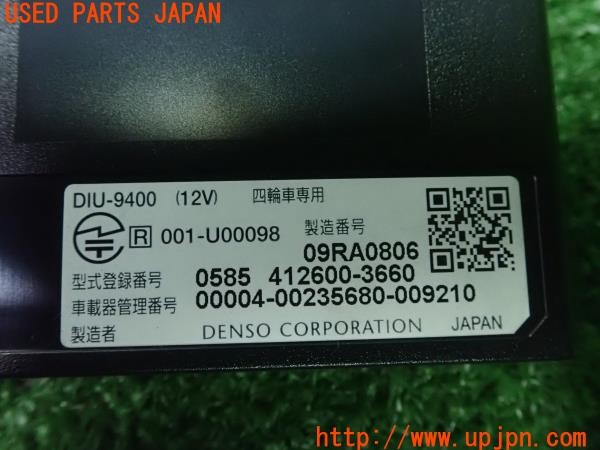 USED PARTS JAPAN
DIU-9400 (12V) 四輪車専用
R 001-U00098 製造番号
09RA0806
型式登録番号 0585 412600-3660
車載器管理番号 00004-00235680-009210
製造者 DENSO CORPORATION JAPAN
http://www.upjpn.com/